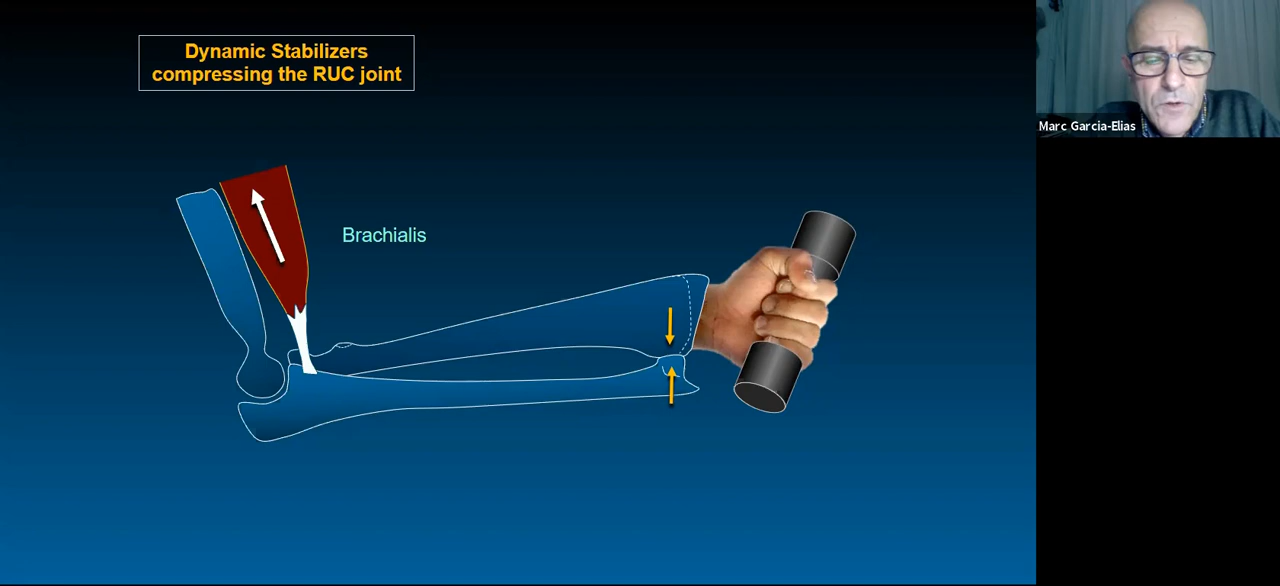 Dynamic Stabilizers
compressing the RUC joint
Brachialis
Marc Garcia-Elias